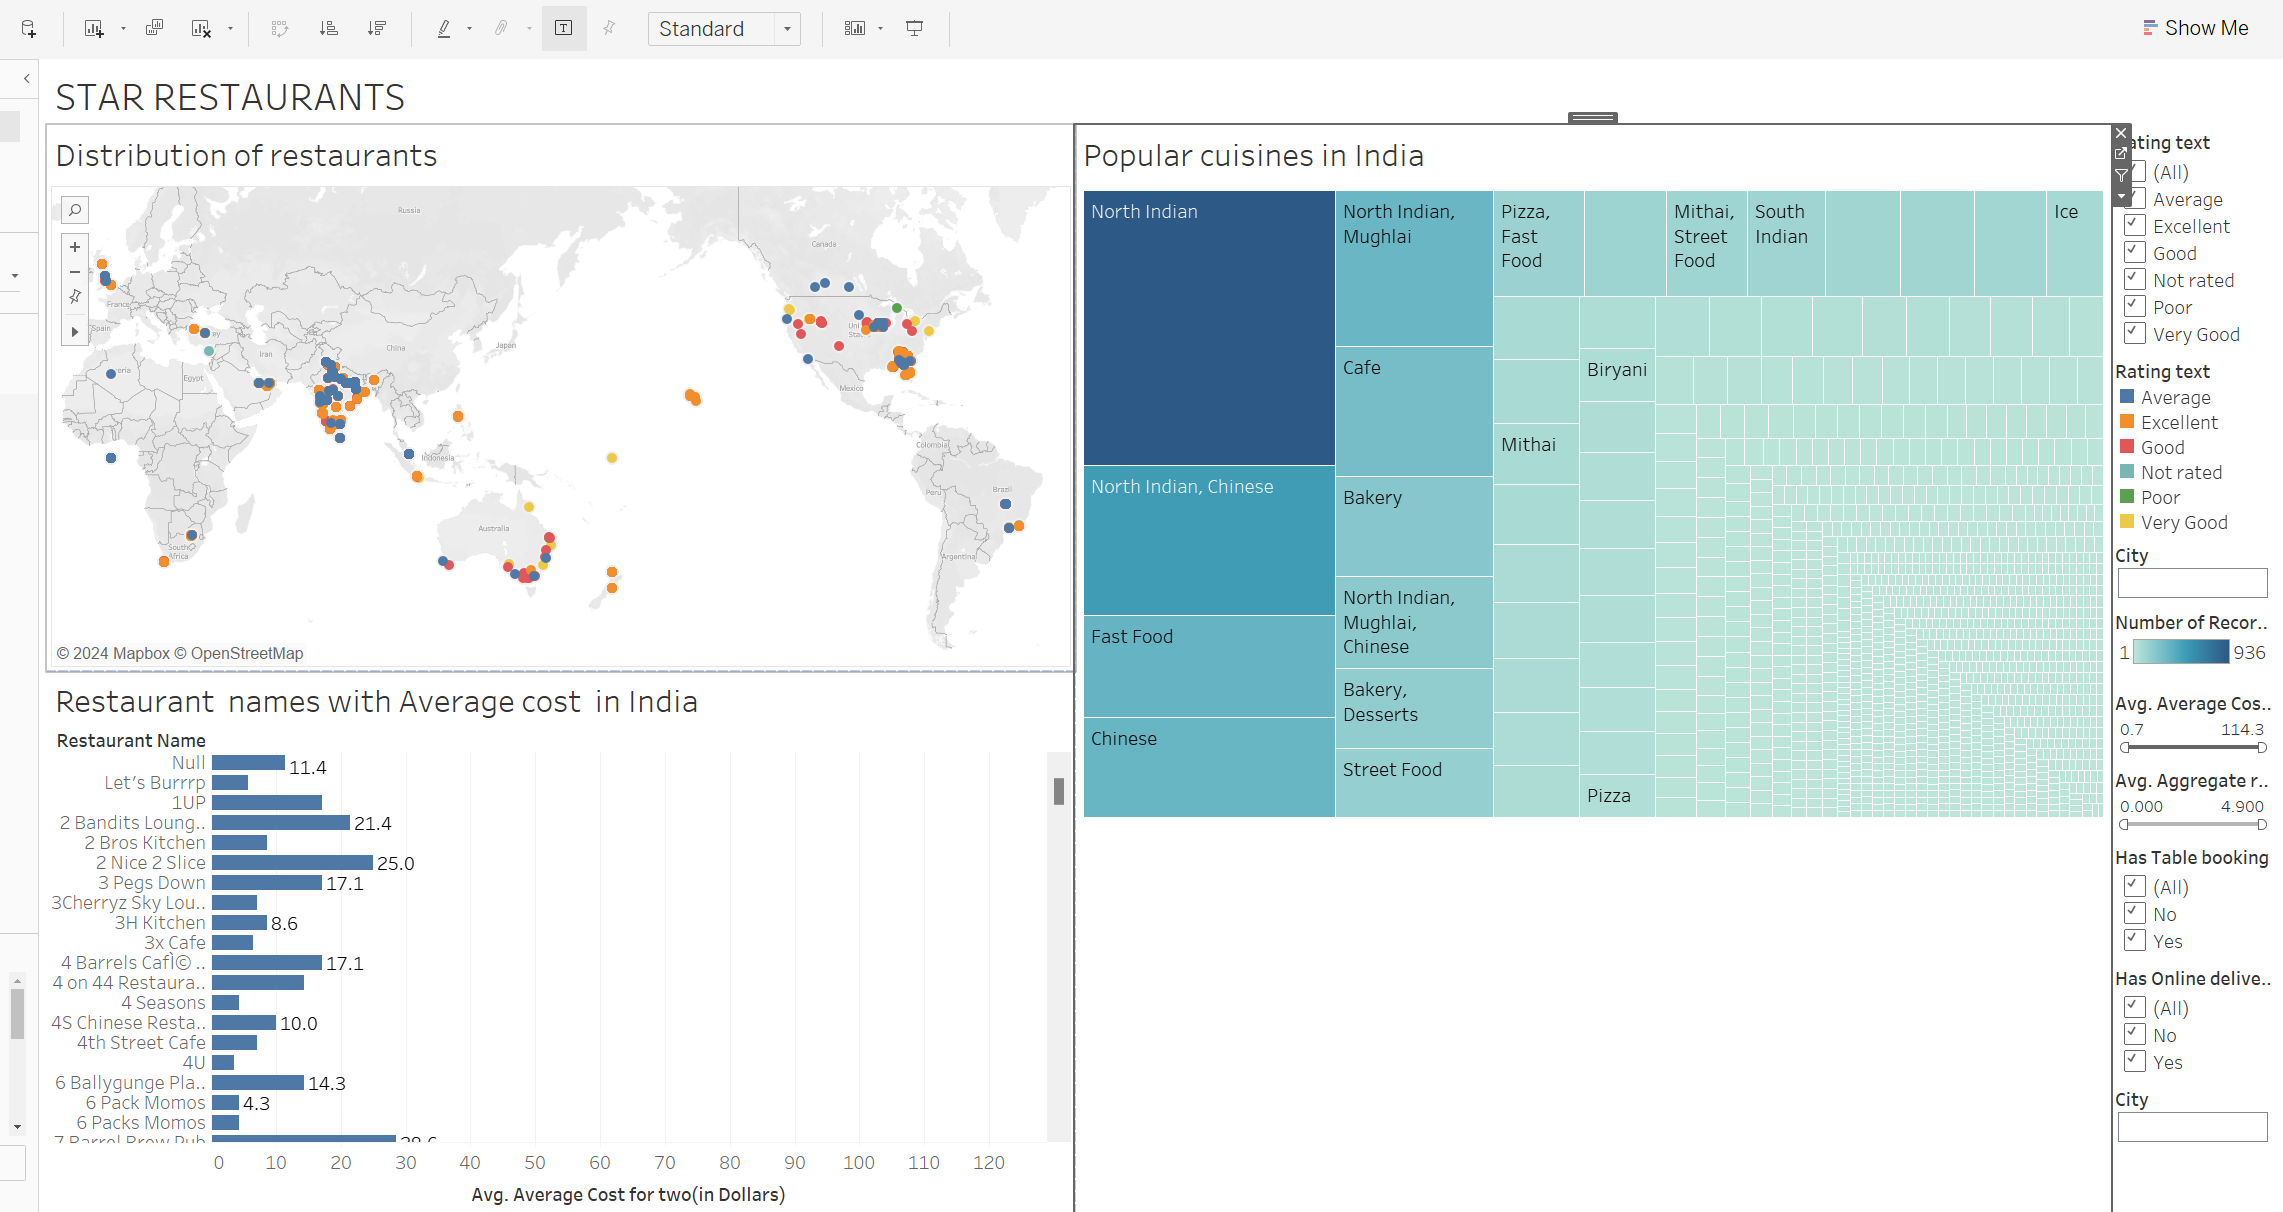 Standard
Show Me
STAR RESTAURANTS
Distribution of restaurants
Russia
Canada
France
Spain
Iran
China
Japan
Egypt
Mexico
Colombia
Indonesia
Peru
Brazil
Australia
South
Africa
Argentina
© 2024 Mapbox © OpenStreetMap
Popular cuisines in India
North Indian
North Indian, Chinese
Fast Food
Chinese
North Indian,
Mughlai
Cafe
Bakery
North Indian,
Mughlai,
Chinese
Bakery,
Desserts
Street Food
Pizza,
Fast
Food
Mithai
Biryani
Pizza
Mithai,
Street
Food
South
Indian
Ice
Restaurant  names with Average cost  in India
Restaurant Name
Null 11.4
Let's Burrrp
1UP
2 Bandits Loung.. 21.4
2 Bros Kitchen
2 Nice 2 Slice 25.0
3 Pegs Down 17.1
3Cherryz Sky Lou..
3H Kitchen 8.6
3x Cafe
4 Barrels CafÌ© .. 17.1
4 on 44 Restaura..
4 Seasons
4S Chinese Resta.. 10.0
4th Street Cafe
4U
6 Ballygunge Pla.. 14.3
6 Pack Momos 4.3
6 Packs Momos
7 Barrel Brew Pub 28.6
0 10 20 30 40 50 60 70 80 90 100 110 120
Avg. Average Cost for two(in Dollars)
ating text
(All)
Average
Excellent
Good
Not rated
Poor
Very Good
Rating text
Average
Excellent
Good
Not rated
Poor
Very Good
City
Number of Recor..
1 936
Avg. Average Cos..
0.7 114.3
Avg. Aggregate r..
0.000 4.900
Has Table booking
(All)
No
Yes
Has Online delive..
(All)
No
Yes
City